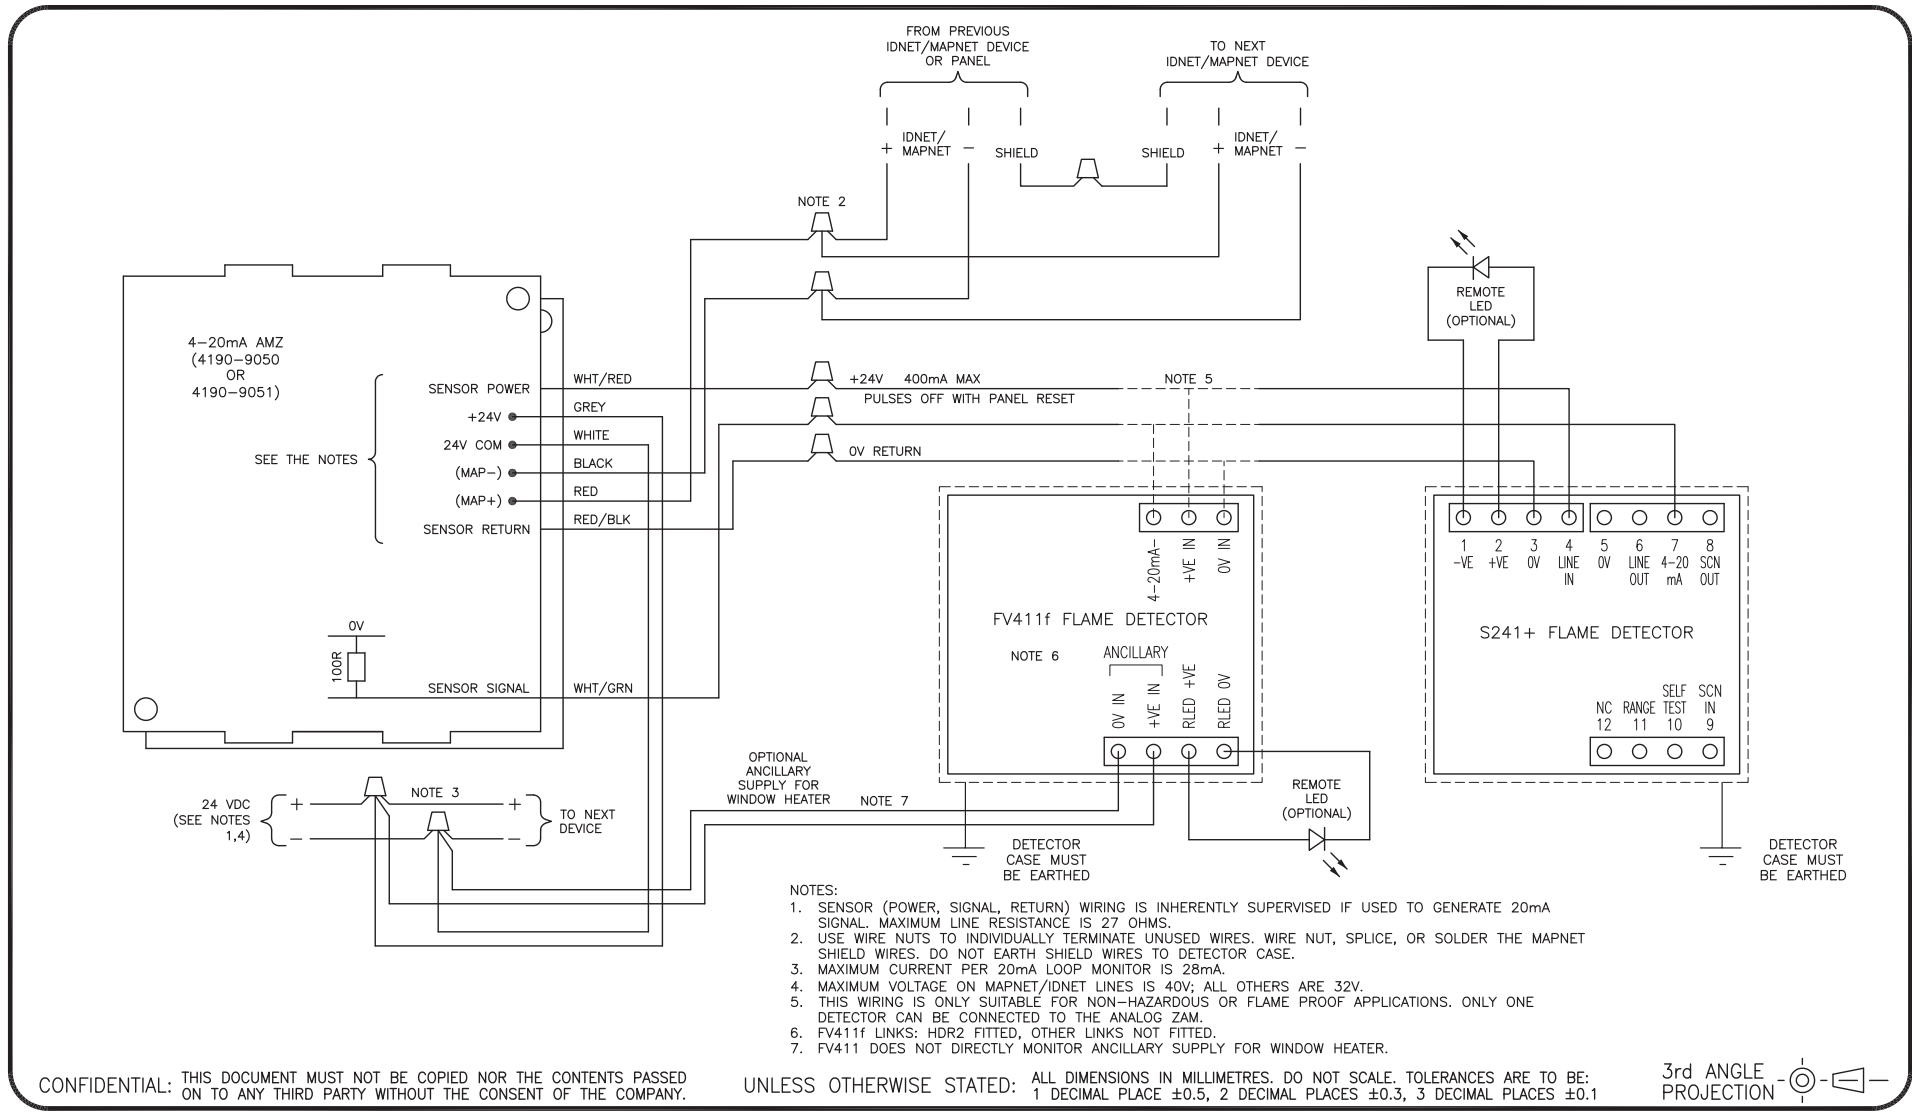 FROM PREVIOUS
IDNET/MAPNET DEVICE
OR PANEL
TO NEXT
IDNET/MAPNET DEVICE
+ IDNET/
MAPNET –
SHIELD
SHIELD
+ IDNET/
MAPNET –
NOTE 2
REMOTE
LED
(OPTIONAL)
4–20mA AMZ
(4190–9050
OR
4190–9051)
SEE THE NOTES
SENSOR POWER
+24V
24V COM
(MAP–)
(MAP+)
SENSOR RETURN
WHT/RED
GREY
WHITE
BLACK
RED
RED/BLK
+24V 400mA MAX
PULSES OFF WITH PANEL RESET
NOTE 5
0V RETURN
0V
100R
SENSOR SIGNAL
WHT/GRN
4–20mA–
+VE IN
0V IN
FV411f FLAME DETECTOR
NOTE 6
ANCILLARY
0V IN
+VE IN
RLED +VE
RLED 0V
1 2 3 4 5 6 7 8
-VE +VE 0V LINE 0V LINE 4–20 SCN
IN OUT mA OUT
S241+ FLAME DETECTOR
SELF SCN
NC RANGE TEST IN
12 11 10 9
OPTIONAL
ANCILLARY
SUPPLY FOR
WINDOW HEATER
NOTE 7
REMOTE
LED
(OPTIONAL)
24 VDC
(SEE NOTES
1,4)
+
–
NOTE 3
+
–
TO NEXT
DEVICE
DETECTOR
CASE MUST
BE EARTHED
DETECTOR
CASE MUST
BE EARTHED
NOTES:
1. SENSOR (POWER, SIGNAL, RETURN) WIRING IS INHERENTLY SUPERVISED IF USED TO GENERATE 20mA
SIGNAL. MAXIMUM LINE RESISTANCE IS 27 OHMS.
2. USE WIRE NUTS TO INDIVIDUALLY TERMINATE UNUSED WIRES. WIRE NUT, SPLICE, OR SOLDER THE MAPNET
SHIELD WIRES. DO NOT EARTH SHIELD WIRES TO DETECTOR CASE.
3. MAXIMUM CURRENT PER 20mA LOOP MONITOR IS 28mA.
4. MAXIMUM VOLTAGE ON MAPNET/IDNET LINES IS 40V; ALL OTHERS ARE 32V.
5. THIS WIRING IS ONLY SUITABLE FOR NON–HAZARDOUS OR FLAME PROOF APPLICATIONS. ONLY ONE
DETECTOR CAN BE CONNECTED TO THE ANALOG ZAM.
6. FV411f LINKS: HDR2 FITTED, OTHER LINKS NOT FITTED.
7. FV411 DOES NOT DIRECTLY MONITOR ANCILLARY SUPPLY FOR WINDOW HEATER.
CONFIDENTIAL: THIS DOCUMENT MUST NOT BE COPIED NOR THE CONTENTS PASSED
ON TO ANY THIRD PARTY WITHOUT THE CONSENT OF THE COMPANY.
UNLESS OTHERWISE STATED: ALL DIMENSIONS IN MILLIMETRES. DO NOT SCALE. TOLERANCES ARE TO BE:
1 DECIMAL PLACE ±0.5, 2 DECIMAL PLACES ±0.3, 3 DECIMAL PLACES ±0.1
3rd ANGLE
PROJECTION